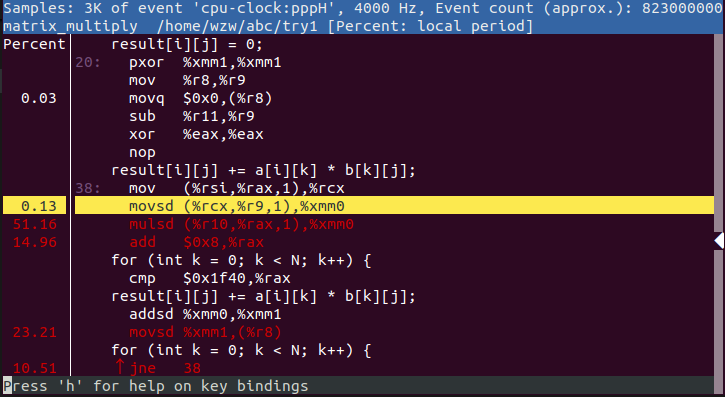 Samples: 3K of event 'cpu-clock:pppH', 4000 Hz, Event count (approx.): 823000000
matrix_multiply  /home/wzw/abc/try1 [Percent: local period]
Percent      result[i][j] = 0;
         20:   pxor   %xmm1,%xmm1
               mov    %r8,%r9
  0.03         movq   $0x0,(%r8)
               sub    %r11,%r9
               xor    %eax,%eax
               nop
             result[i][j] += a[i][k] * b[k][j];
         38:   mov    (%rsi,%rax,1),%rcx
  0.13         movsd  (%rcx,%r9,1),%xmm0
 51.16         mulsd  (%r10,%rax,1),%xmm0
 14.96         add    $0x8,%rax
             for (int k = 0; k < N; k++) {
               cmp    $0x1f40,%rax
             result[i][j] += a[i][k] * b[k][j];
               addsd  %xmm0,%xmm1
 23.21         movsd  %xmm1,(%r8)
             for (int k = 0; k < N; k++) {
 10.51       ↑ jne    38
Press 'h' for help on key bindings